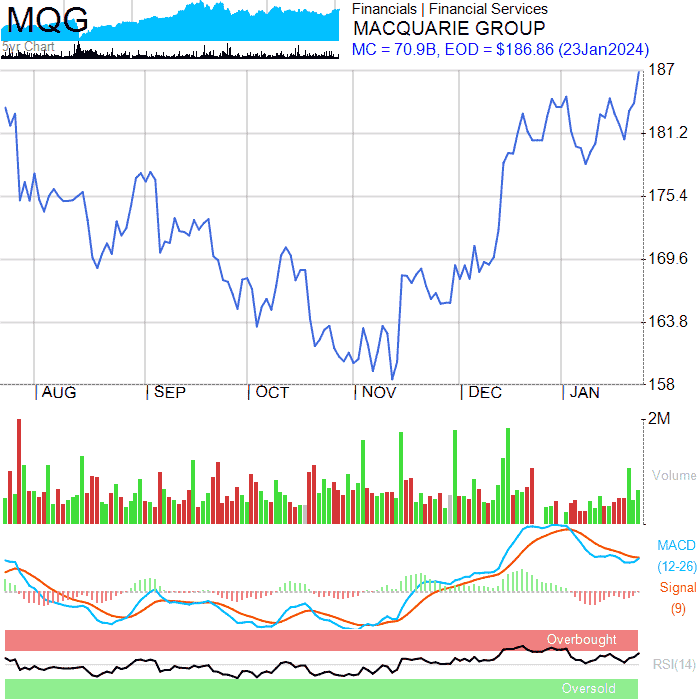 MQG
5yr Chart
Financials | Financial Services
MACQUARIE GROUP
MC = 70.9B, EOD = $186.86 (23Jan2024)
187
181.2
175.4
169.6
163.8
158
AUG SEP OCT NOV DEC JAN
2M
Volume
MACD
(12-26)
Signal
(9)
Overbought
RSI(14)
Oversold